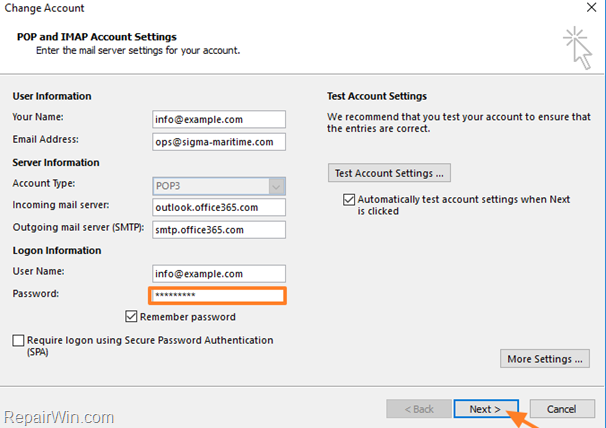 Change Account
POP and IMAP Account Settings
Enter the mail server settings for your account.
User Information
Your Name: info@example.com
Email Address: ops@sigma-maritime.com
Server Information
Account Type: POP3
Incoming mail server: outlook.office365.com
Outgoing mail server (SMTP): smtp.office365.com
Logon Information
User Name: info@example.com
Password: *********
Remember password
Require logon using Secure Password Authentication
(SPA)
Test Account Settings
We recommend that you test your account to ensure that
the entries are correct.
Test Account Settings ...
Automatically test account settings when Next
is clicked
More Settings ...
< Back
Next >
Cancel
RepairWin.com